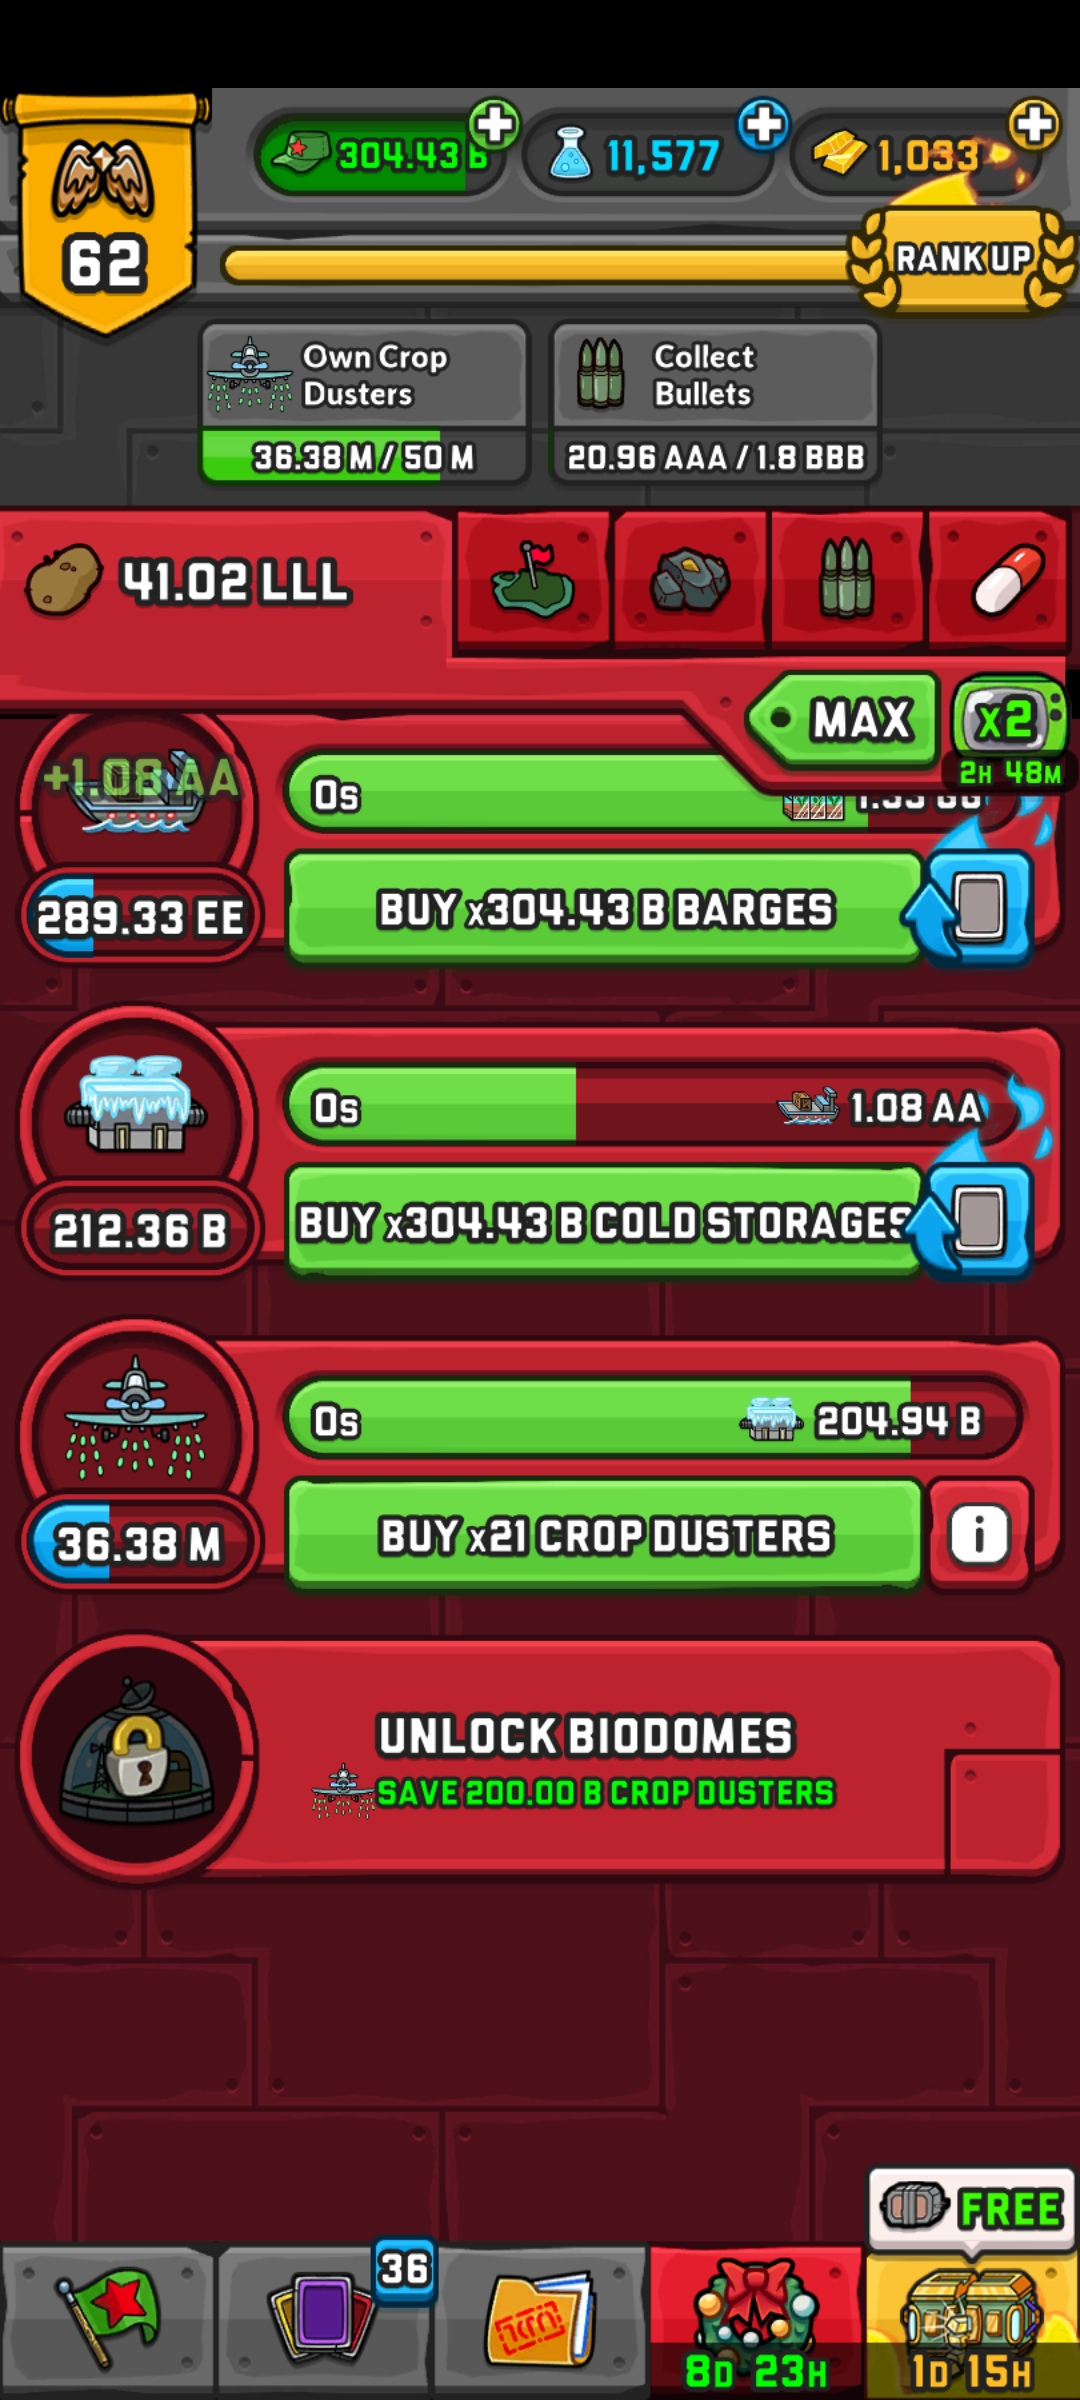 304.43 B
11,577
1,033
62
RANK UP
Own Crop
Dusters
36.38 M / 50 M
Collect
Bullets
20.96 AAA / 1.8 BBB
41.02 LLL
MAX
x2
2H 48M
+1.08 AA
0s
289.33 EE
BUY x304.43 B BARGES
0s
1.08 AA
212.36 B
BUY x304.43 B COLD STORAGES
0s
204.94 B
36.38 M
BUY x21 CROP DUSTERS
i
UNLOCK BIODOMES
SAVE 200.00 B CROP DUSTERS
FREE
36
8D 23H
1D 15H